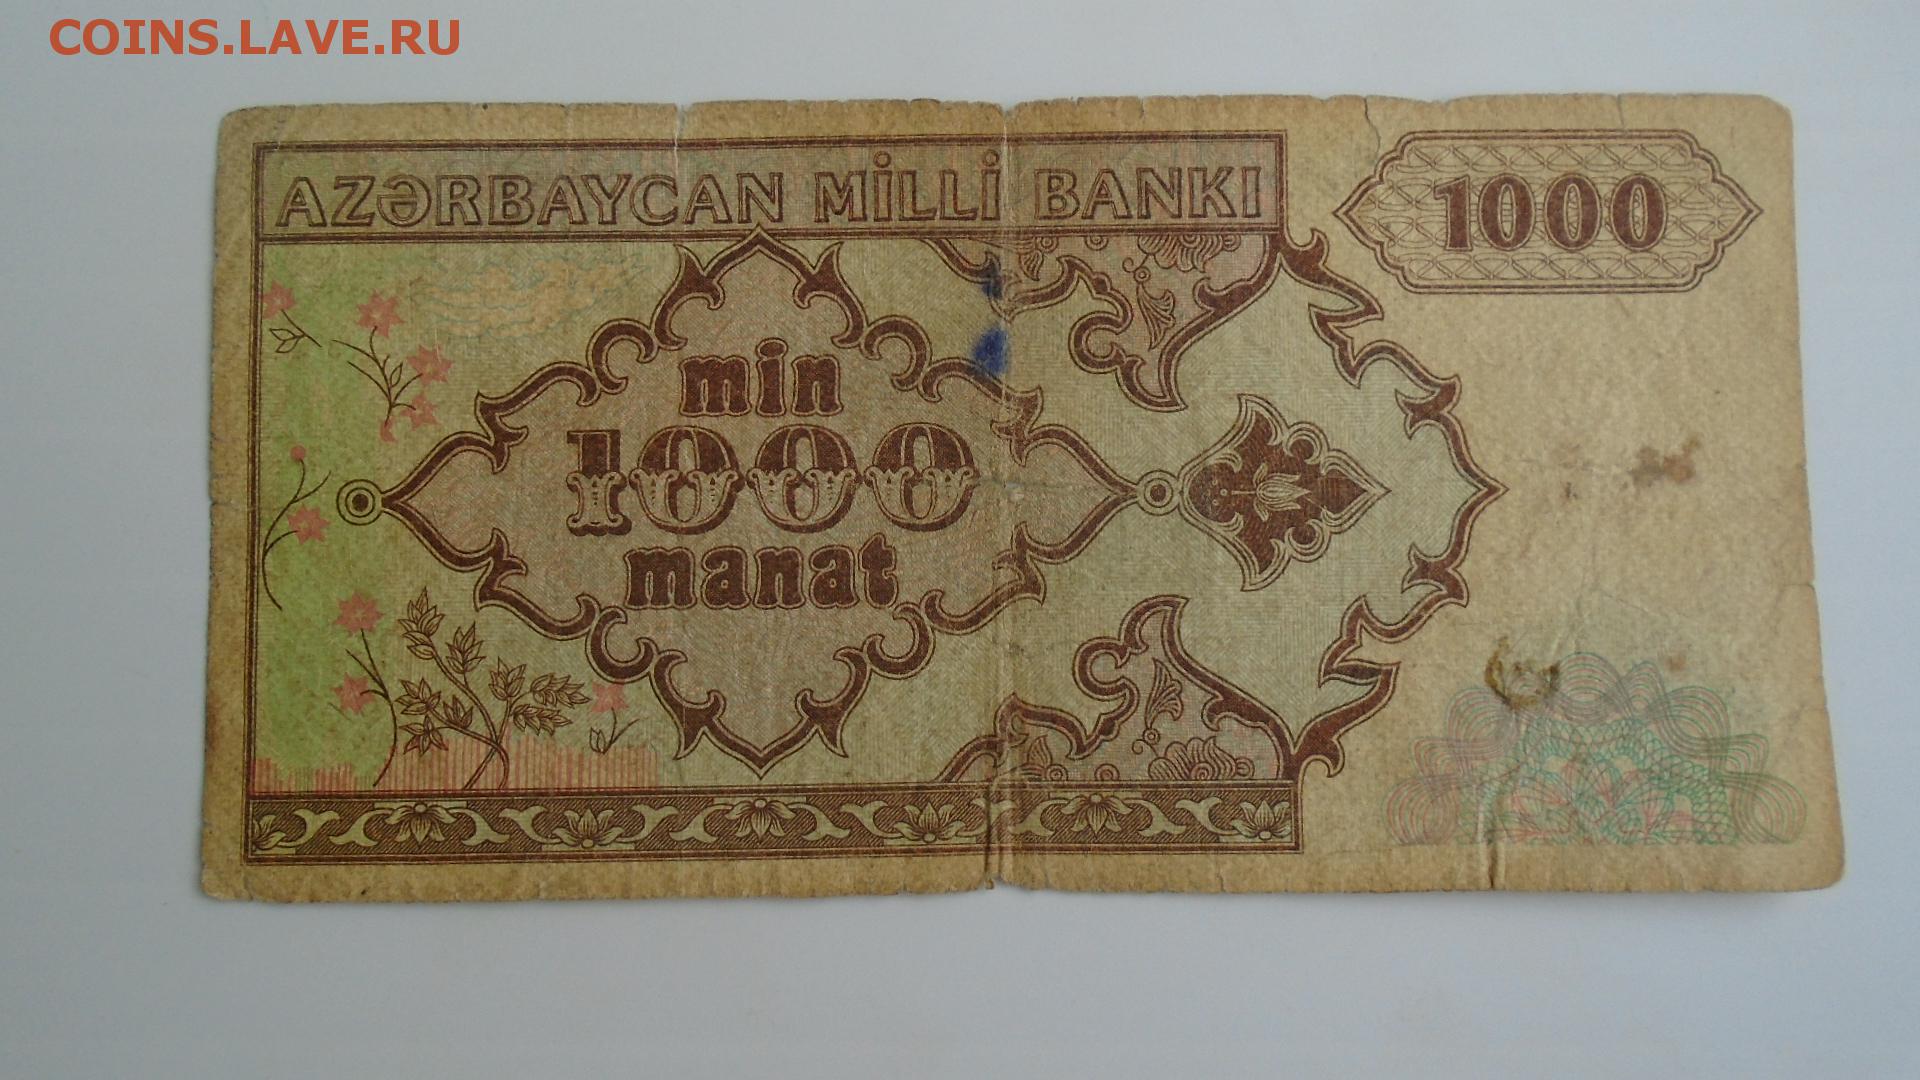 COINS.LAVE.RU
AZƏRBAYCAN MİLLİ BANKI
1000
min
1000
manat